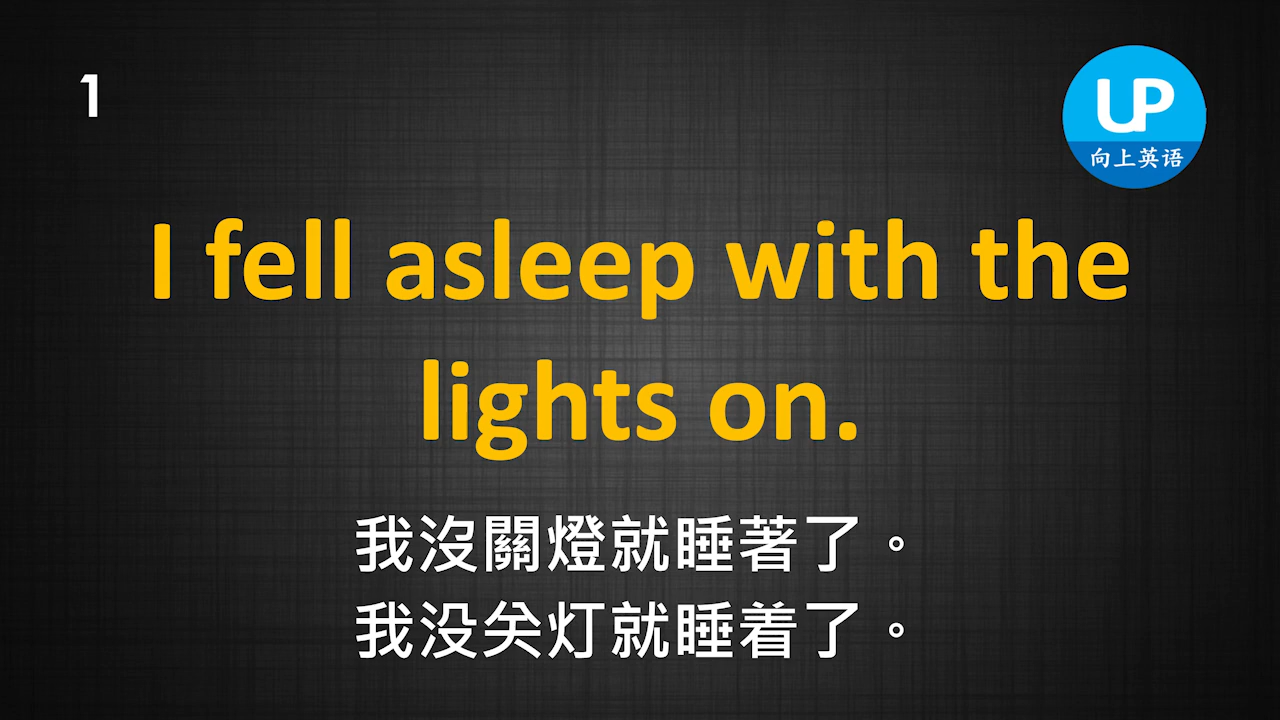 1
UP
向上英语
I fell asleep with the
lights on.
我沒關燈就睡著了。
我没关灯就睡着了。